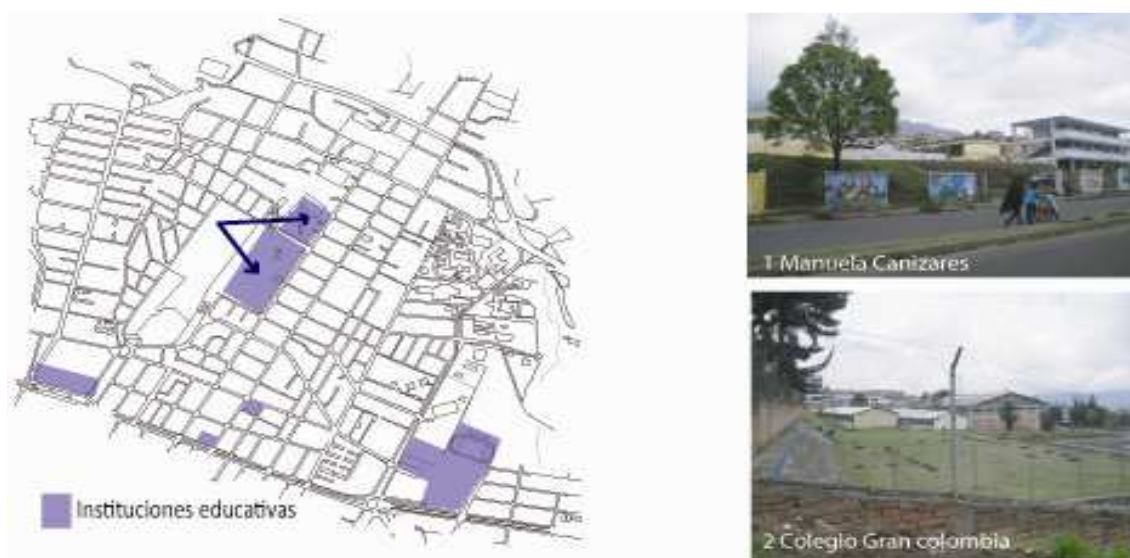 Instituciones educativas
1 Manuela Canizares
2 Colegio Gran colombia